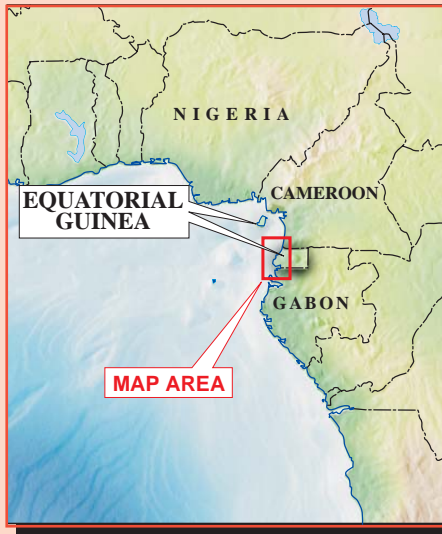 NIGERIA
EQUATORIAL
GUINEA
CAMEROON
GABON
MAP AREA